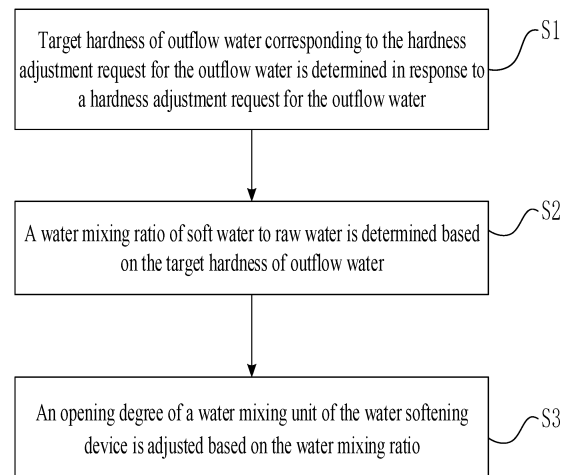 Target hardness of outflow water corresponding to the hardness
adjustment request for the outflow water is determined in response to
a hardness adjustment request for the outflow water
S1
A water mixing ratio of soft water to raw water is determined based
on the target hardness of outflow water
S2
An opening degree of a water mixing unit of the water softening
device is adjusted based on the water mixing ratio
S3